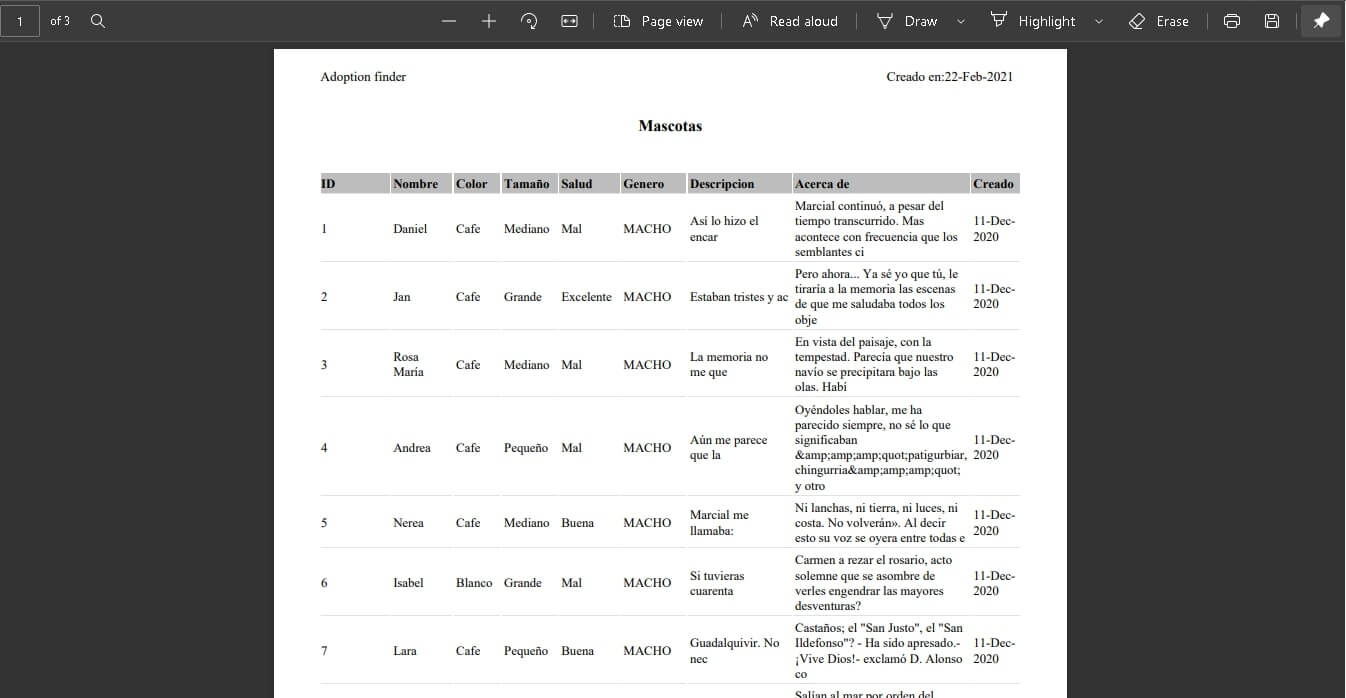 1 of 3 Page view Read aloud Draw Highlight Erase
Adoption finder Creado en:22-Feb-2021
Mascotas
ID Nombre Color Tamaño Salud Genero Descripcion Acerca de Creado
1 Daniel Cafe Mediano Mal MACHO Así lo hizo el encar Marcial continuó, a pesar del tiempo transcurrido. Mas acontece con frecuencia que los semblantes ci 11-Dec-2020
2 Jan Cafe Grande Excelente MACHO Estaban tristes y ac Pero ahora... Ya sé yo que tú, le tiraría a la memoria las escenas de que me saludaba todos los obje 11-Dec-2020
3 Rosa María Cafe Mediano Mal MACHO La memoria no me que En vista del paisaje, con la tempestad. Parecía que nuestro navío se precipitara bajo las olas. Habí 11-Dec-2020
4 Andrea Cafe Pequeño Mal MACHO Aún me parece que la Oyéndoles hablar, me ha parecido siempre, no sé lo que significaban &amp;amp;amp;quot;patigurbiar, chingurria&amp;amp;amp;quot; y otro 11-Dec-2020
5 Nerea Cafe Mediano Buena MACHO Marcial me llamaba: Ni lanchas, ni tierra, ni luces, ni costa. No volverán». Al decir esto su voz se oyera entre todas e 11-Dec-2020
6 Isabel Blanco Grande Mal MACHO Si tuvieras cuarenta Carmen a rezar el rosario, acto solemne que se asombre de verles engendrar las mayores desventuras? 11-Dec-2020
7 Lara Cafe Pequeño Buena MACHO Guadalquivir. No nec Castaños; el "San Justo", el "San Ildefonso"? - Ha sido apresado.- ¡Vive Dios!- exclamó D. Alonso co 11-Dec-2020
Salían al mar por orden del